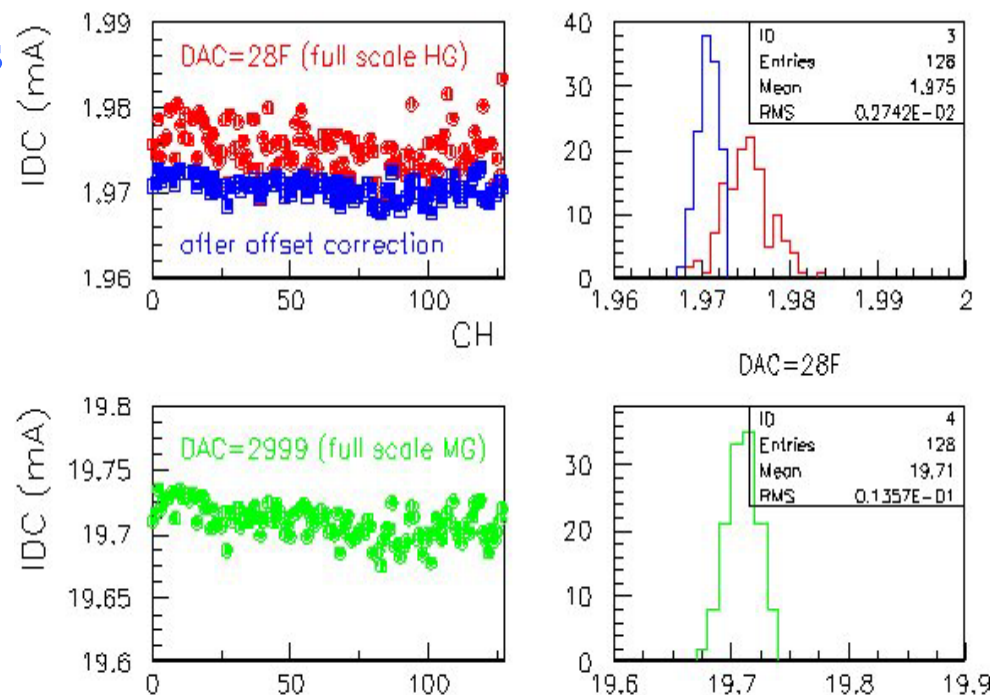 IDC (mA)
1.99
1.98
1.97
1.96
DAC=28F (full scale HG)
after offset correction
0
50
100
CH
40
30
20
10
0
ID 3
Entries 128
Mean 1.975
RMS 0.2742E-02
1.96
1.97
1.98
1.99
2
DAC=28F
IDC (mA)
19.8
19.75
19.7
19.65
19.6
DAC=2999 (full scale MG)
0
50
100
30
20
10
0
ID 4
Entries 128
Mean 19.71
RMS 0.1357E-01
19.6
19.7
19.8
19.9